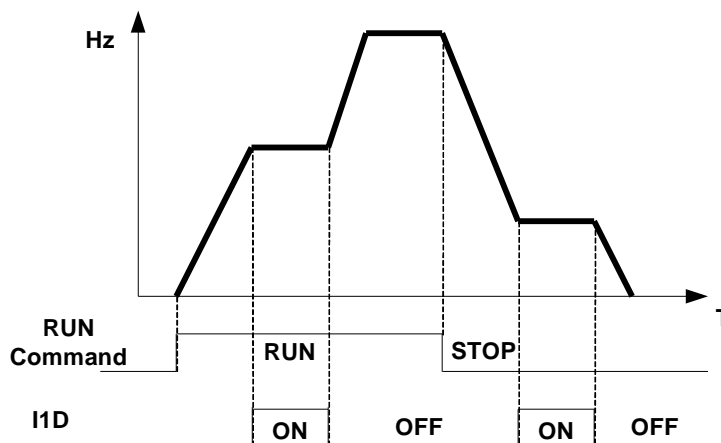 Hz
T
RUN
Command
RUN STOP
I1D ON OFF ON OFF